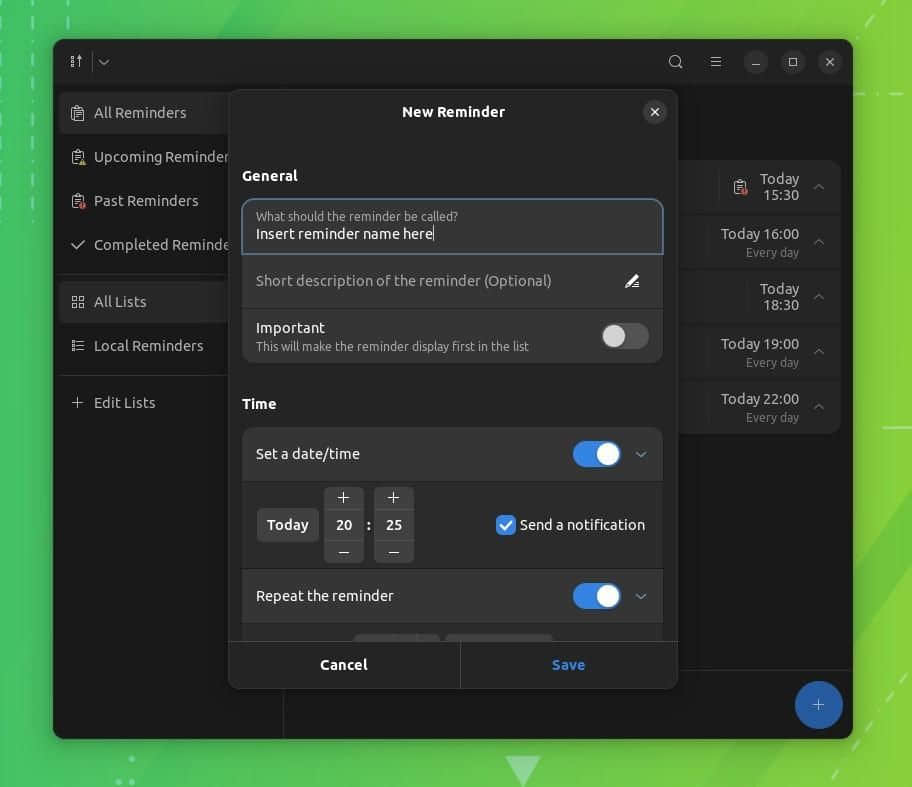 New Reminder
All Reminders
Upcoming Reminder
Past Reminders
Completed Reminde
All Lists
Local Reminders
Edit Lists
General
What should the reminder be called?
Insert reminder name here
Short description of the reminder (Optional)
Important
This will make the reminder display first in the list
Time
Set a date/time
Today
20 : 25
Send a notification
Repeat the reminder
Cancel
Save
Today
15:30
Today 16:00
Every day
Today
18:30
Today 19:00
Every day
Today 22:00
Every day